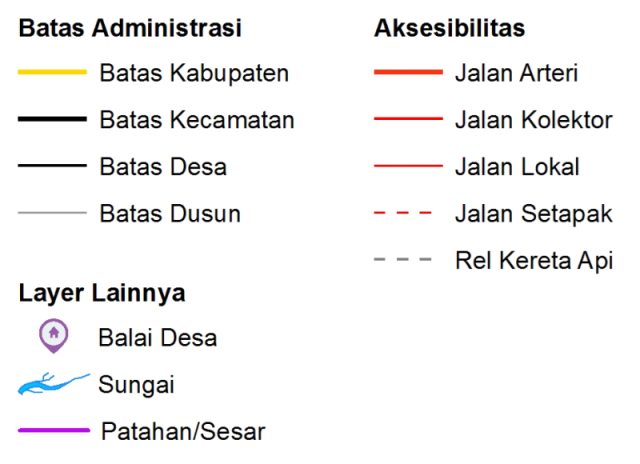 Batas Administrasi
Batas Kabupaten
Batas Kecamatan
Batas Desa
Batas Dusun
Layer Lainnya
Balai Desa
Sungai
Patahan/Sesar
Aksesibilitas
Jalan Arteri
Jalan Kolektor
Jalan Lokal
Jalan Setapak
Rel Kereta Api